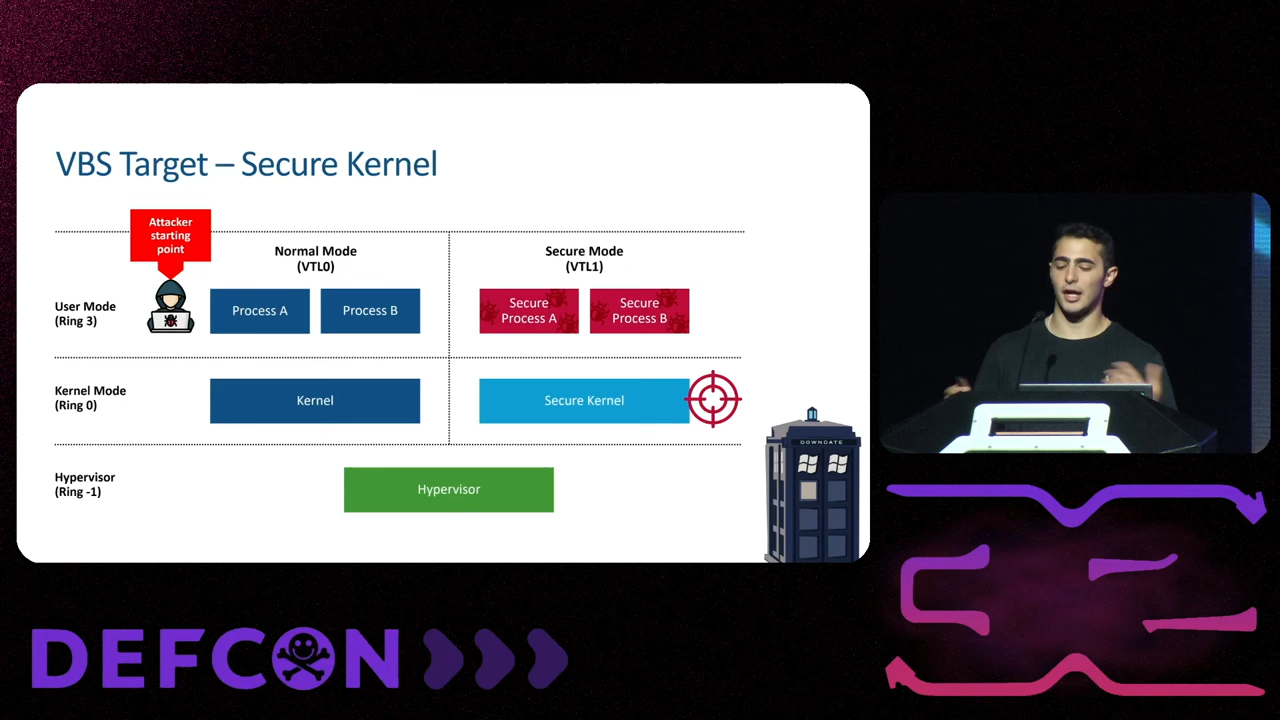 VBS Target – Secure Kernel
Attacker
starting
point
Normal Mode
(VTL0)
Secure Mode
(VTL1)
User Mode
(Ring 3)
Process A
Process B
Secure
Process A
Secure
Process B
Kernel Mode
(Ring 0)
Kernel
Secure Kernel
DOWNDATE
Hypervisor
(Ring -1)
Hypervisor
DEFCON